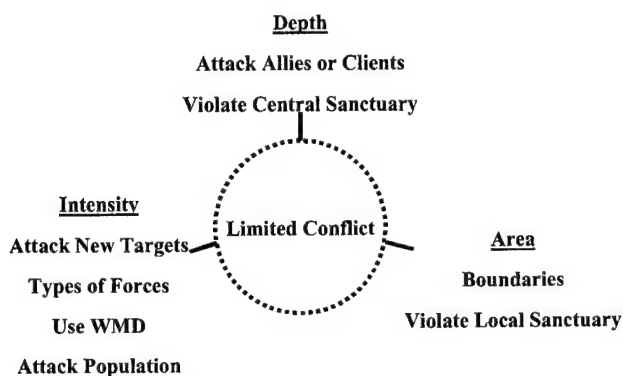 Depth
Attack Allies or Clients
Violate Central Sanctuary
Intensity
Attack New Targets
Types of Forces
Use WMD
Attack Population
Limited Conflict
Area
Boundaries
Violate Local Sanctuary